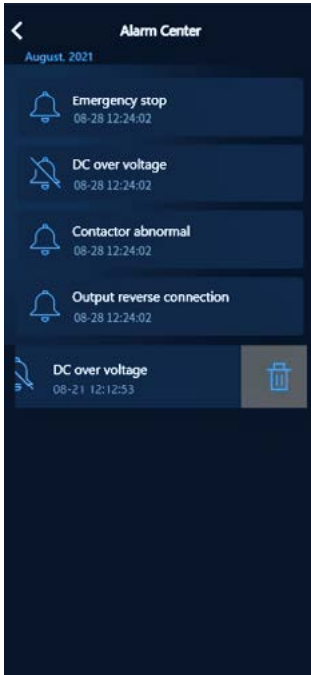 Alarm Center
August. 2021
Emergency stop
08-28 12:24:02
DC over voltage
08-28 12:24:02
Contactor abnormal
08-28 12:24:02
Output reverse connection
08-28 12:24:02
DC over voltage
08-21 12:12:53